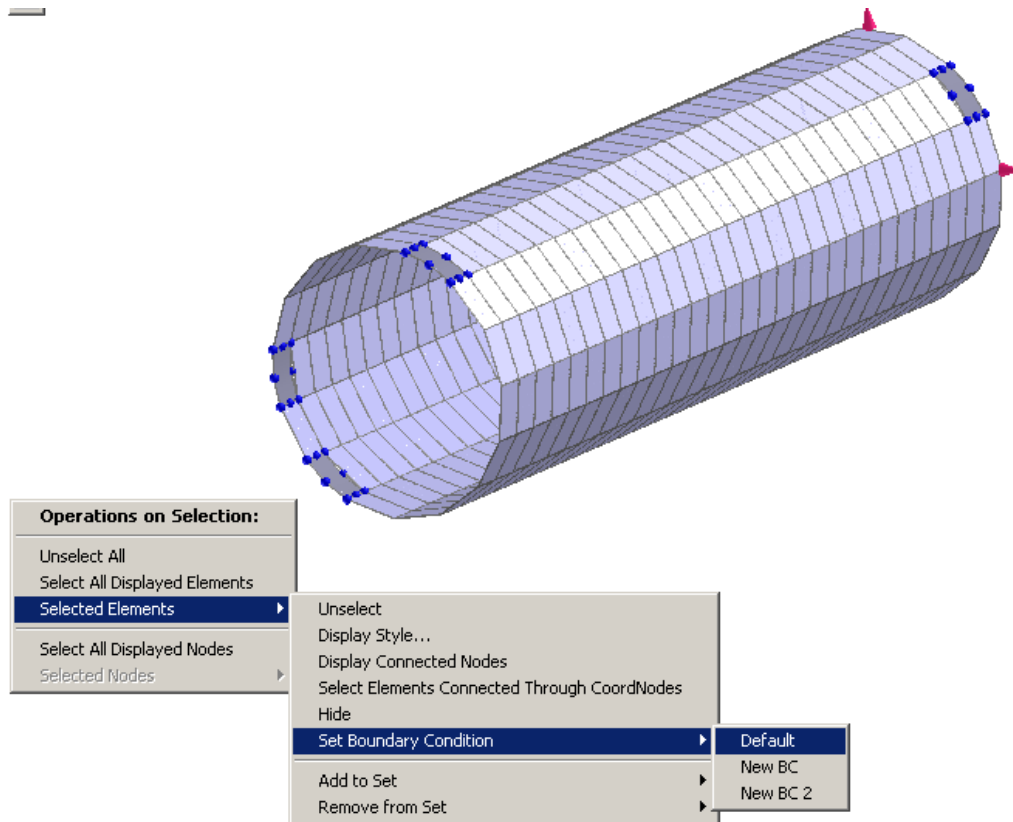 Operations on Selection:
Unselect All
Select All Displayed Elements
Selected Elements
Select All Displayed Nodes
Selected Nodes
Unselect
Display Style...
Display Connected Nodes
Select Elements Connected Through CoordNodes
Hide
Set Boundary Condition
Add to Set
Remove from Set
Default
New BC
New BC 2